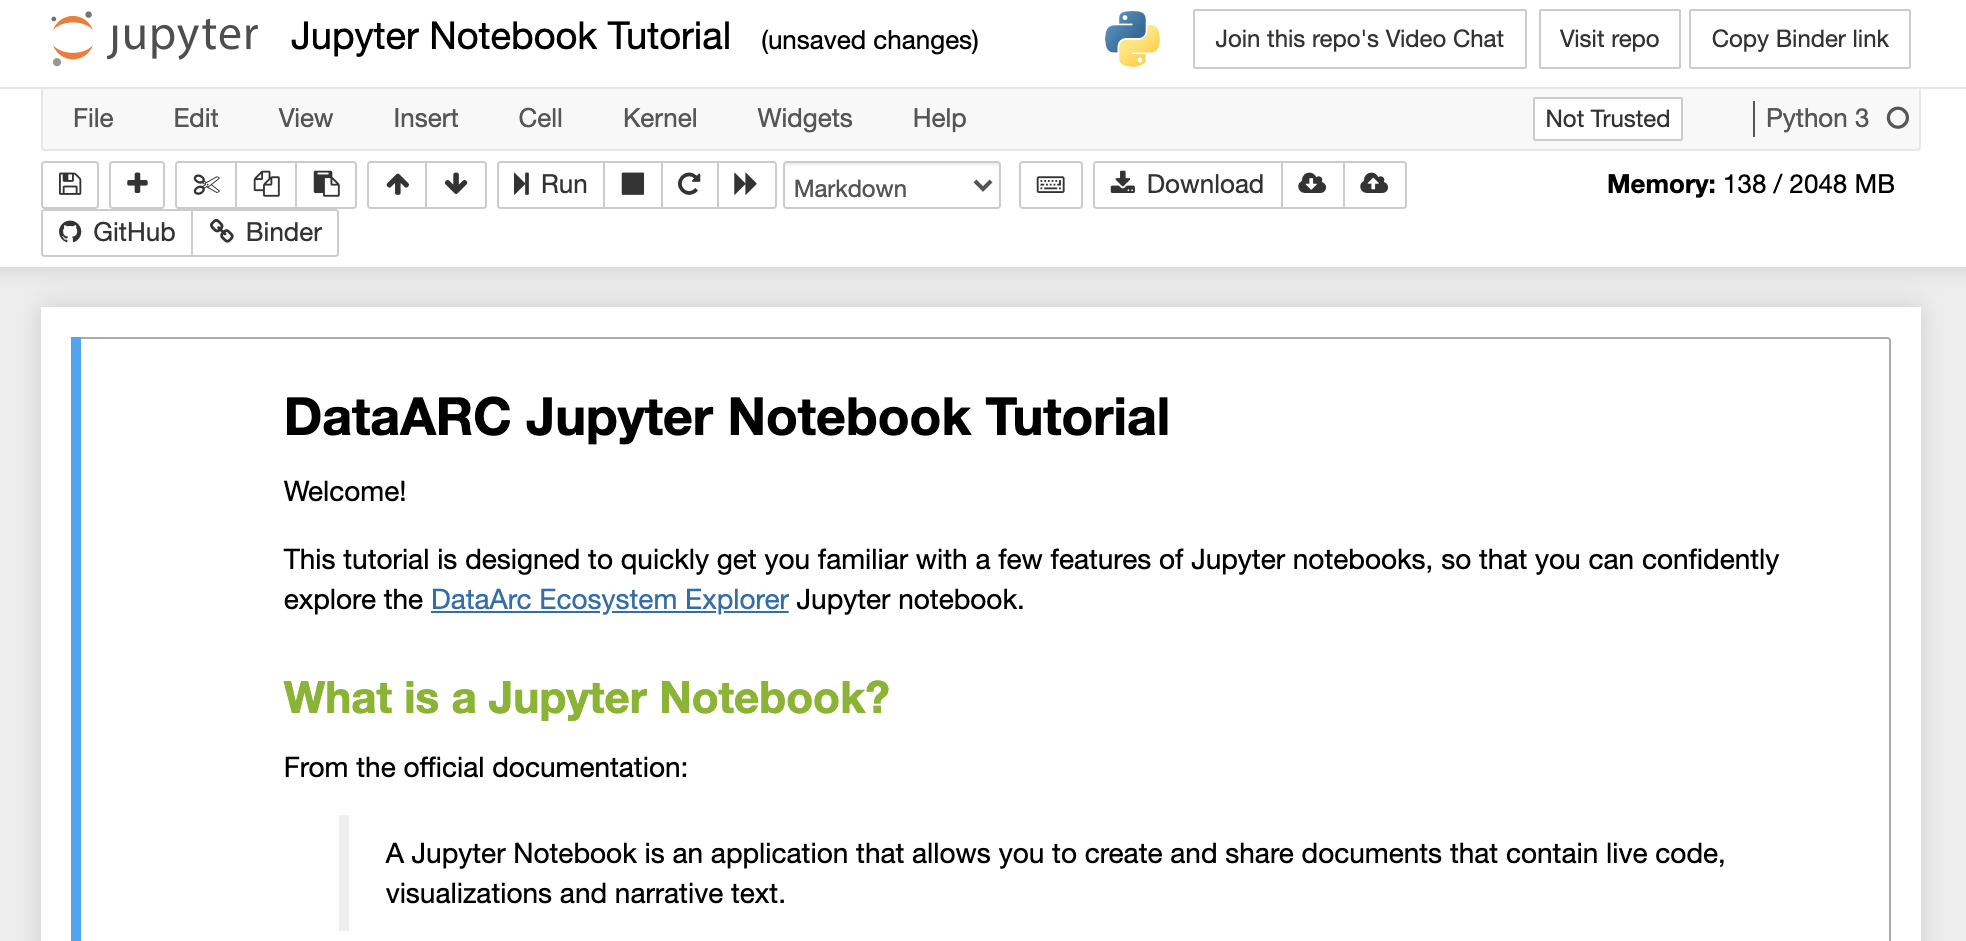 jupyter Jupyter Notebook Tutorial (unsaved changes) Join this repo's Video Chat Visit repo Copy Binder link
File Edit View Insert Cell Kernel Widgets Help Not Trusted Python 3
Run Markdown Download Memory: 138 / 2048 MB
GitHub Binder
DataARC Jupyter Notebook Tutorial
Welcome!
This tutorial is designed to quickly get you familiar with a few features of Jupyter notebooks, so that you can confidently
explore the DataArc Ecosystem Explorer Jupyter notebook.
What is a Jupyter Notebook?
From the official documentation:
A Jupyter Notebook is an application that allows you to create and share documents that contain live code,
visualizations and narrative text.